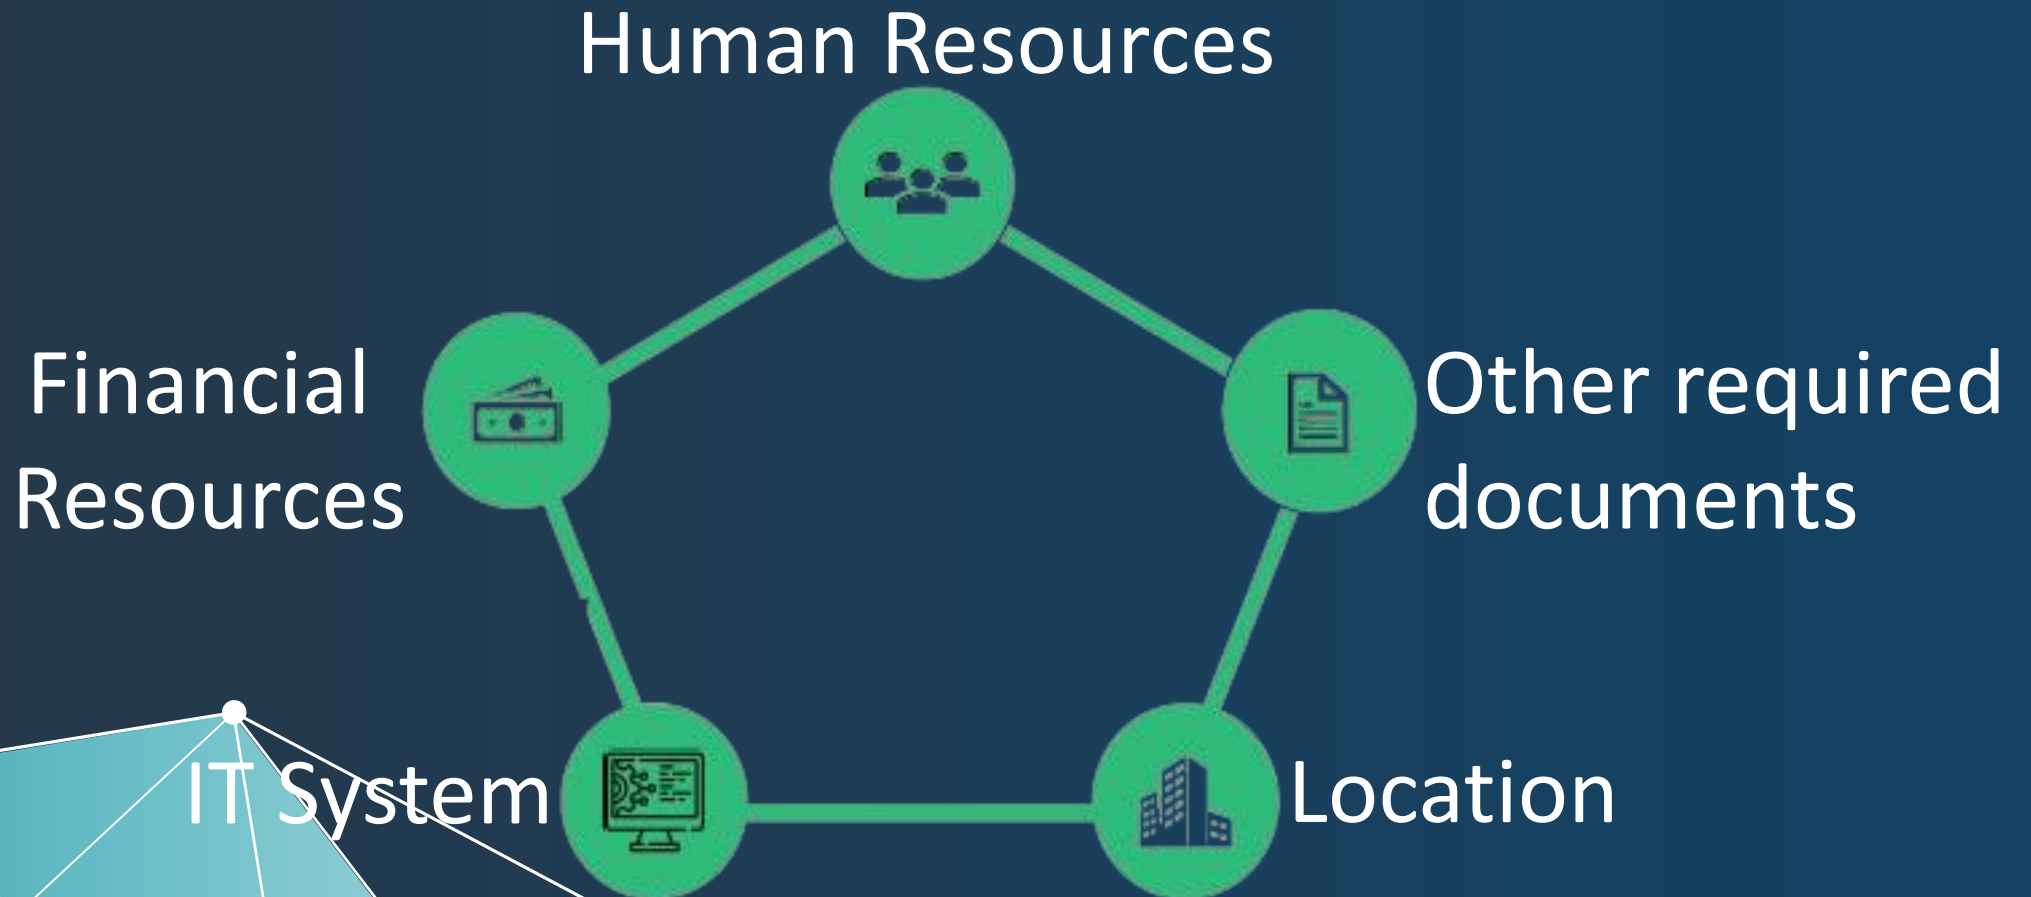 Human Resources
Financial
Resources
Other required
documents
IT System
Location